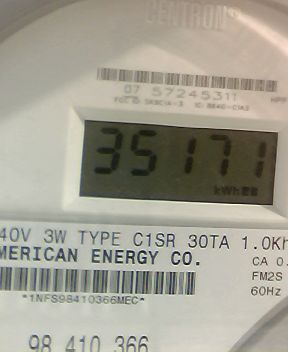 CENTRON®
07 57245311
35171
kWh
40V 3W TYPE C1SR 30TA 1.0Kh
MERICAN ENERGY CO.
CA 0.
*1NFS98410366MEC*
FM2S
60Hz
98 410 366